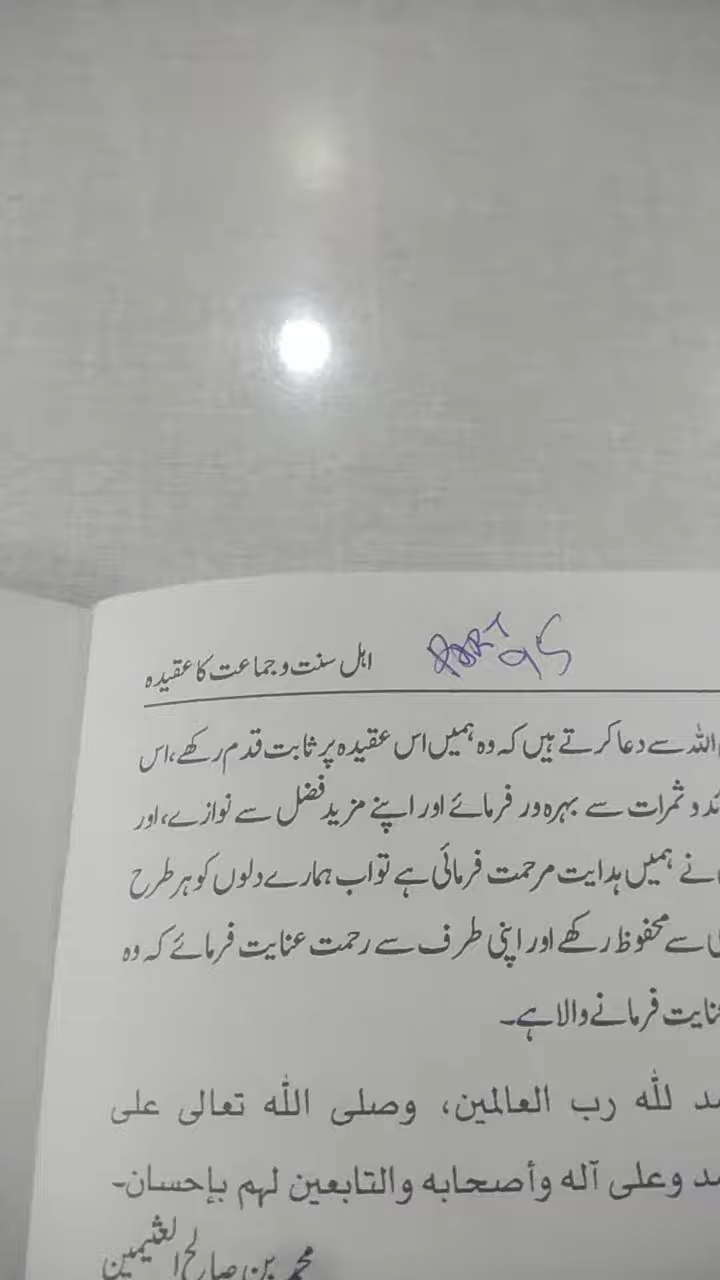 اہل سنت و جماعت کا عقیدہ
PART 95
اللہ سے دعا کرتے ہیں کہ وہ ہمیں اس عقیدہ پر ثابت قدم رکھے، اس
و ثمرات سے بہرہ ور فرمائے اور اپنے مزید فضل سے نوازے، اور
نے ہمیں ہدایت مرحمت فرمائی ہے تو اب ہمارے دلوں کو ہر طرح
سے محفوظ رکھے اور اپنی طرف سے رحمت عنایت فرمائے کہ وہ
فرمانے والا ہے۔
لله رب العالمين، وصلى الله تعالى على
وعلى آله وأصحابه والتابعين لهم بإحسان۔
محمد بن صالح العثیمین